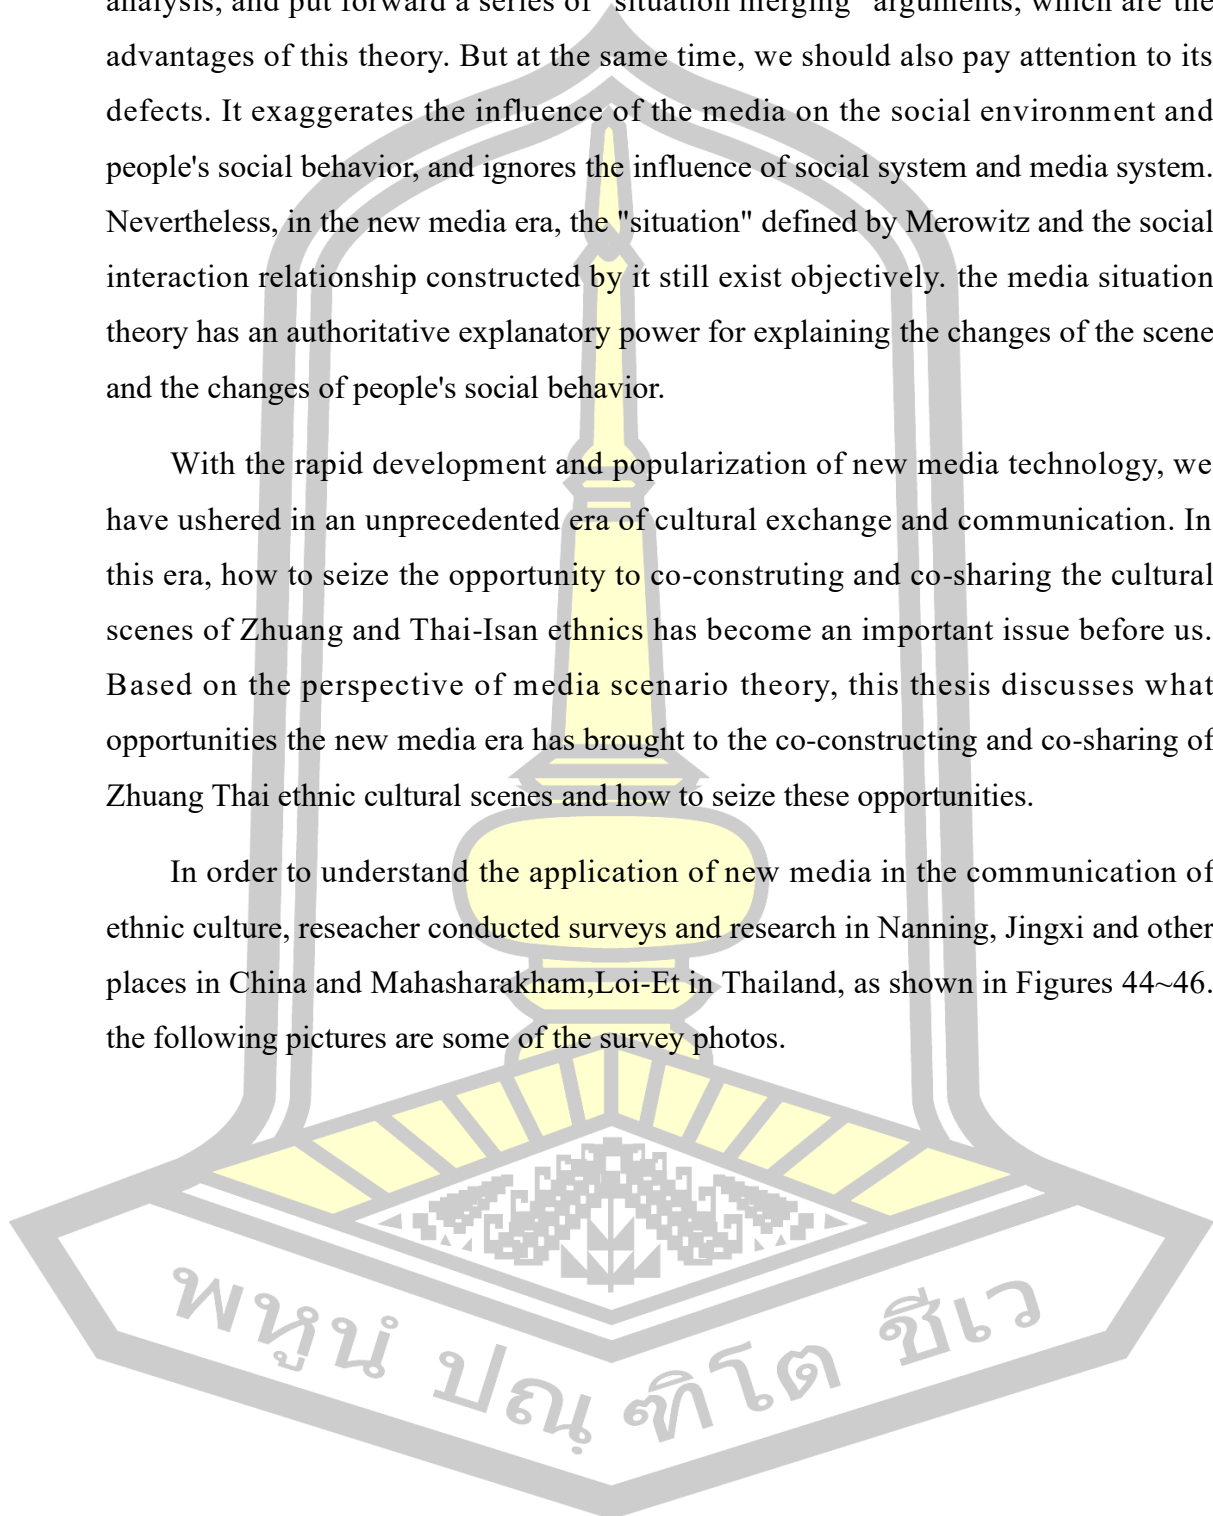 analysis, and put forward a series of "situation merging" arguments, which are the
advantages of this theory. But at the same time, we should also pay attention to its
defects. It exaggerates the influence of the media on the social environment and
people's social behavior, and ignores the influence of social system and media system.
Nevertheless, in the new media era, the "situation" defined by Merowitz and the social
interaction relationship constructed by it still exist objectively. the media situation
theory has an authoritative explanatory power for explaining the changes of the scene
and the changes of people's social behavior.
With the rapid development and popularization of new media technology, we
have ushered in an unprecedented era of cultural exchange and communication. In
this era, how to seize the opportunity to co-construting and co-sharing the cultural
scenes of Zhuang and Thai-Isan ethnics has become an important issue before us.
Based on the perspective of media scenario theory, this thesis discusses what
opportunities the new media era has brought to the co-constructing and co-sharing of
Zhuang Thai ethnic cultural scenes and how to seize these opportunities.
In order to understand the application of new media in the communication of
ethnic culture, reseacher conducted surveys and research in Nanning, Jingxi and other
places in China and Mahasharakham,Loi-Et in Thailand, as shown in Figures 44~46.
the following pictures are some of the survey photos.
พหูนํ ปณฺฑิโต ชีเว